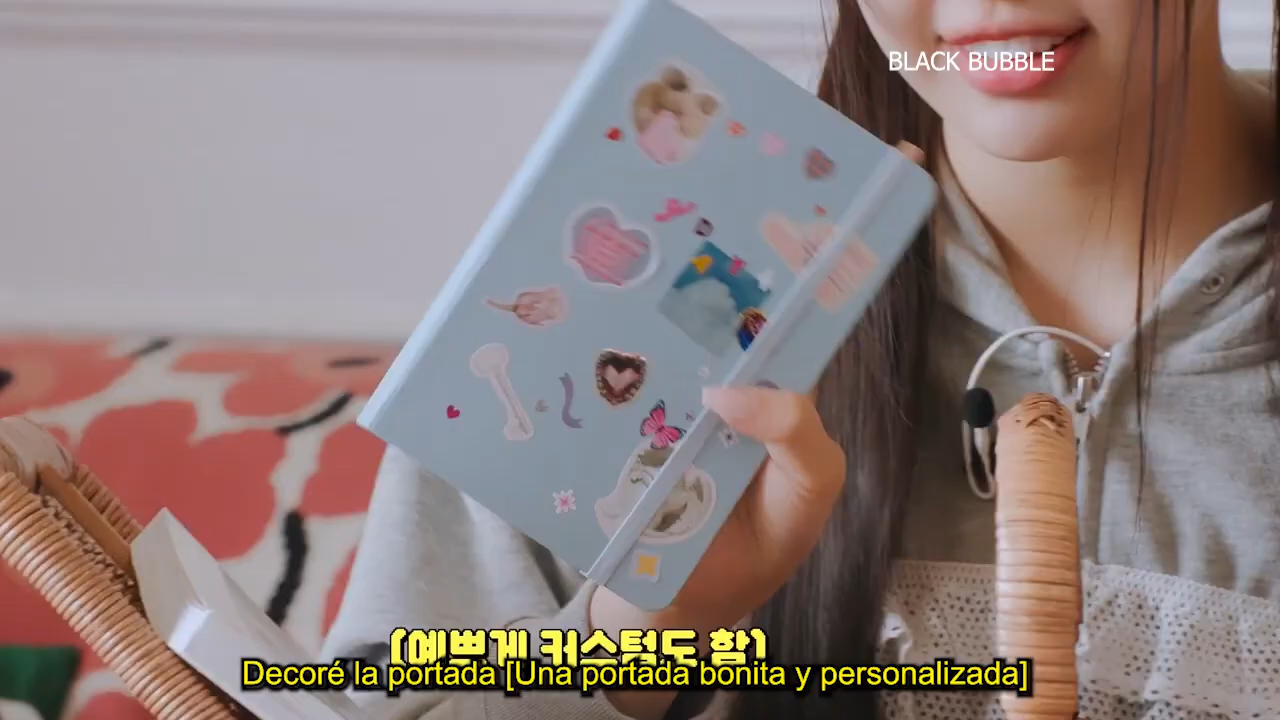 BLACK BUBBLE
(예쁘게 커스텀도 함)
Decoré la portada [Una portada bonita y personalizada]